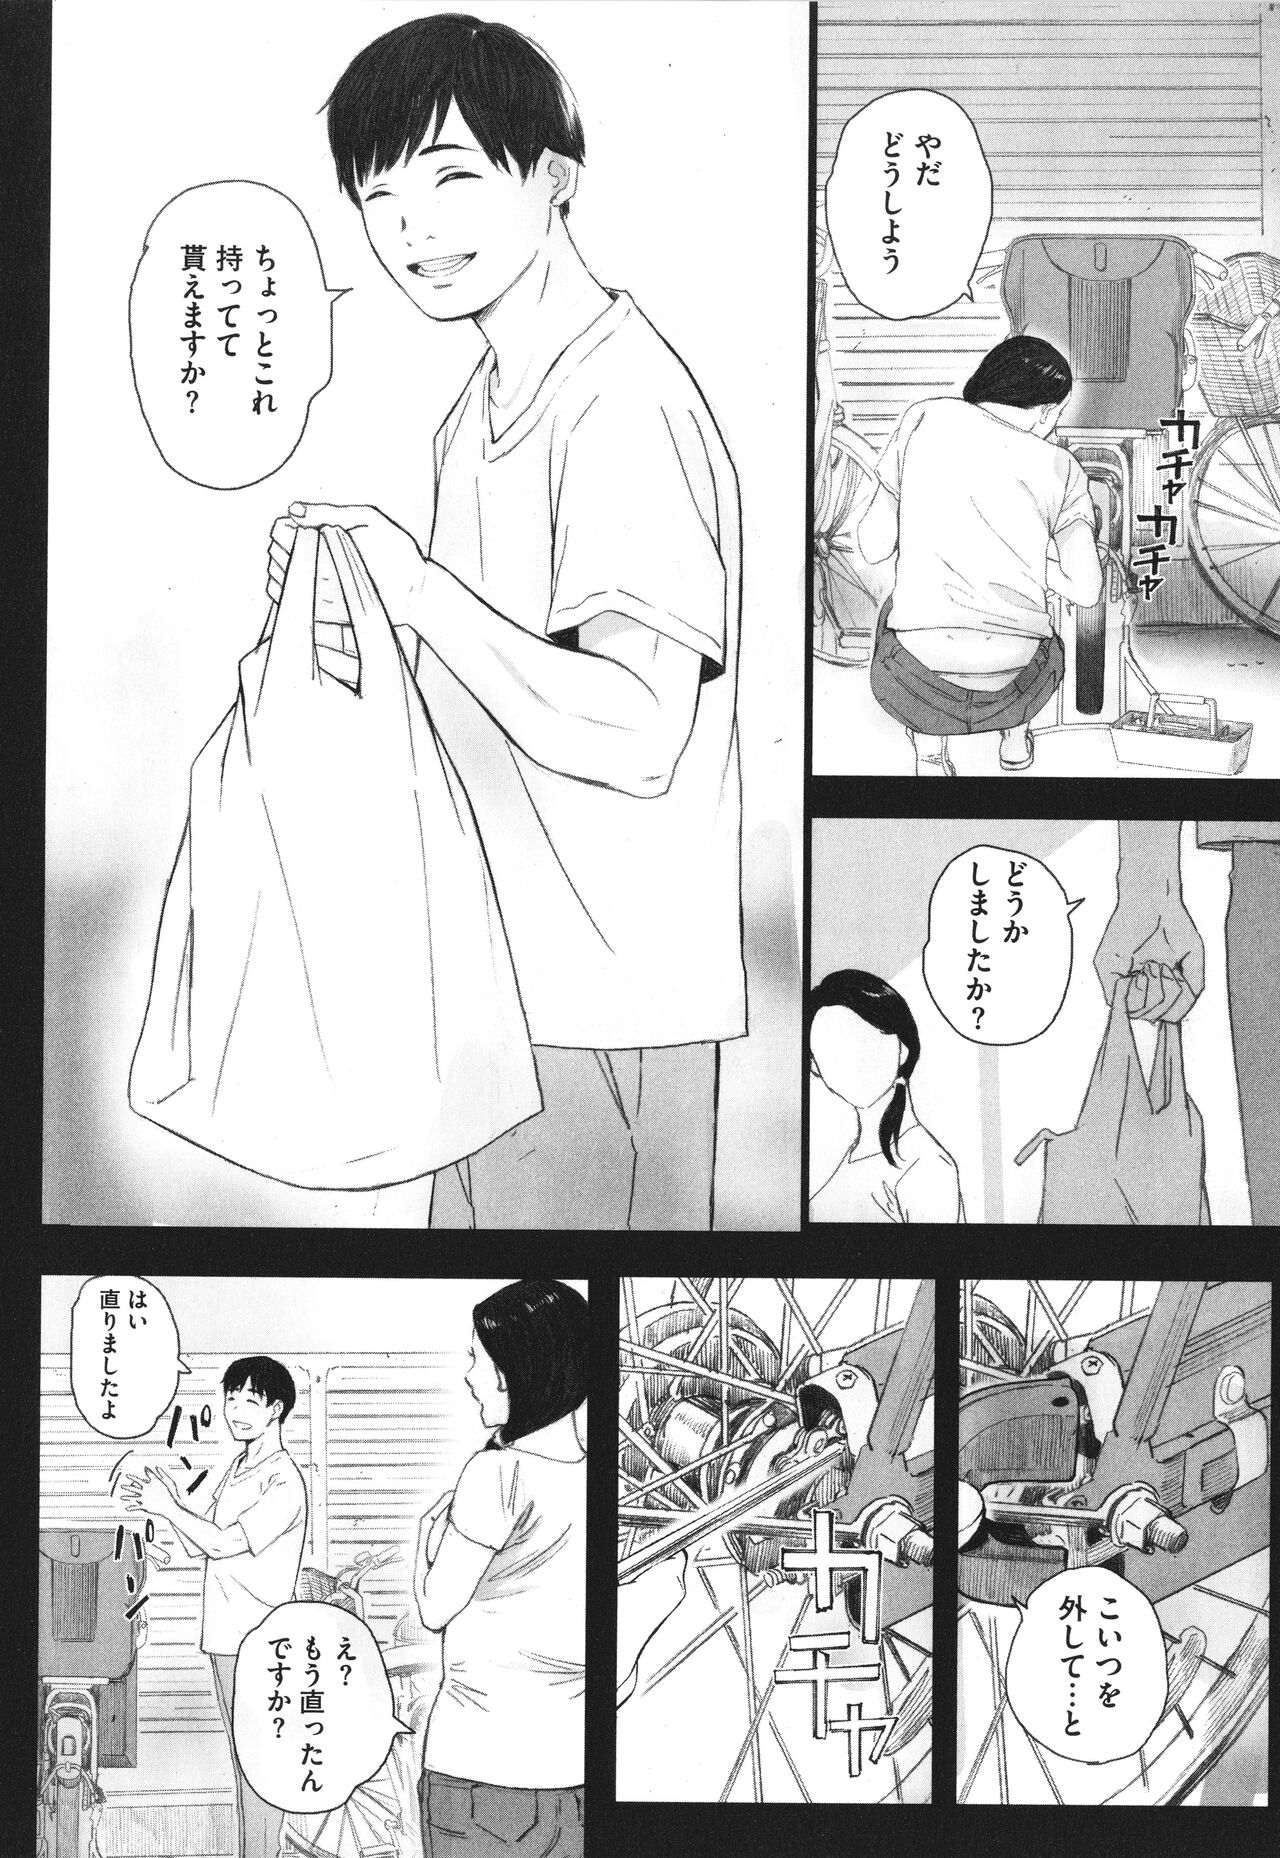 やだ
どうしよう
カチャカチャ
どうか
しましたか?
ちょっとこれ
持ってて
貰えますか?
こいつを
外して…と
カチャ
はい
直りましたよ
パン
パン
え?
もう直ったん
ですか?